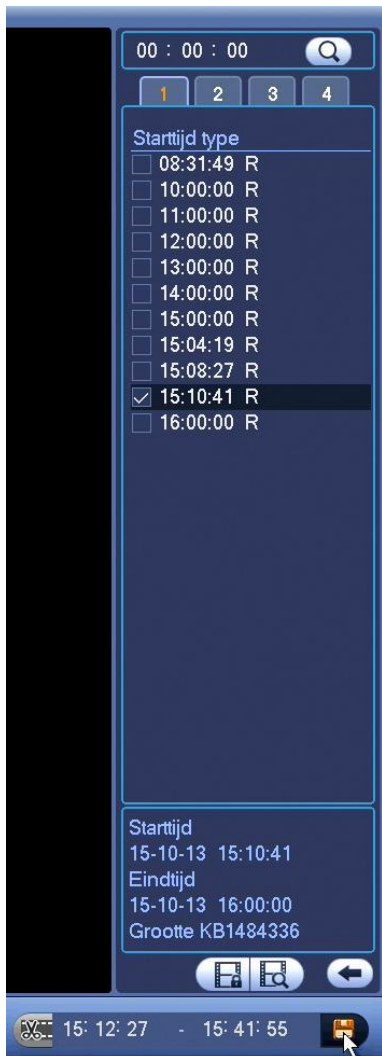 00 : 00 : 00
1 2 3 4
Starttijd type
08:31:49 R
10:00:00 R
11:00:00 R
12:00:00 R
13:00:00 R
14:00:00 R
15:00:00 R
15:04:19 R
15:08:27 R
15:10:41 R
16:00:00 R
Starttijd
15-10-13 15:10:41
Eindtijd
15-10-13 16:00:00
Grootte KB1484336
15: 12: 27 - 15: 41: 55